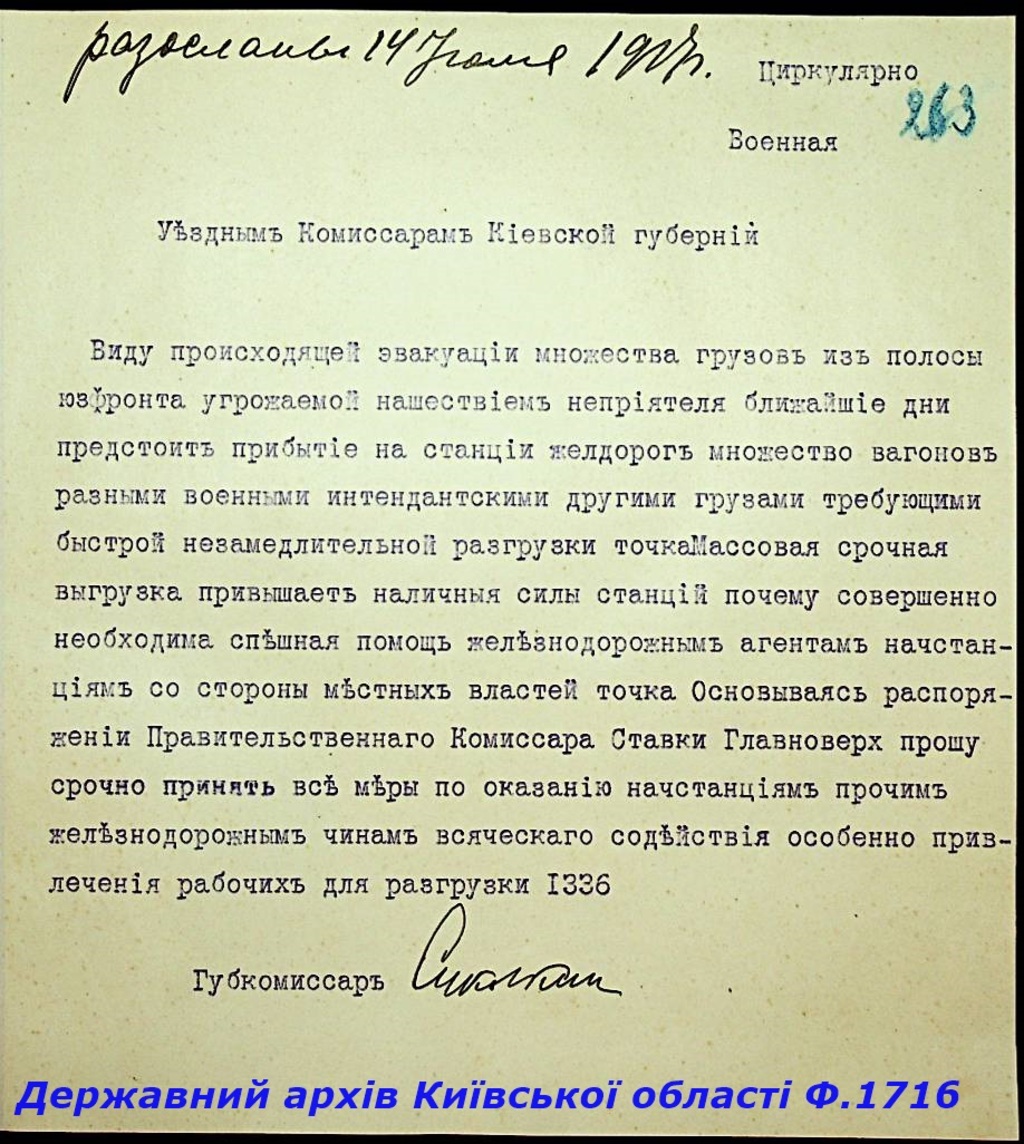 разосланы 14 Июля 1917г.
Циркулярно
263
Военная
Уѣзднымъ Комиссарамъ Кіевской губерній
Виду происходящей эвакуаціи множества грузовъ изъ полосы
юзфронта угрожаемой нашествіемъ непріятеля ближайшіе дни
предстоитъ прибытіе на станціи желдорогъ множество вагоновъ
разными военными интендантскими другими грузами требующими
быстрой незамедлительной разгрузки точкаМассовая срочная
выгрузка привышаетъ наличныя силы станцій почему совершенно
необходима спѣшная помощь желѣзнодорожнымъ агентамъ начстан-
ціямъ со стороны мѣстныхъ властей точка Основываясь распоря-
женіи Правительственнаго Комиссара Ставки Главноверх прошу
срочно принять всѣ мѣры по оказанію начстанціямъ прочимъ
желѣзнодорожнымъ чинамъ всяческаго содѣйствія особенно прив-
леченія рабочихъ для разгрузки I336
Губкомиссаръ
Державний архів Київської області Ф.1716